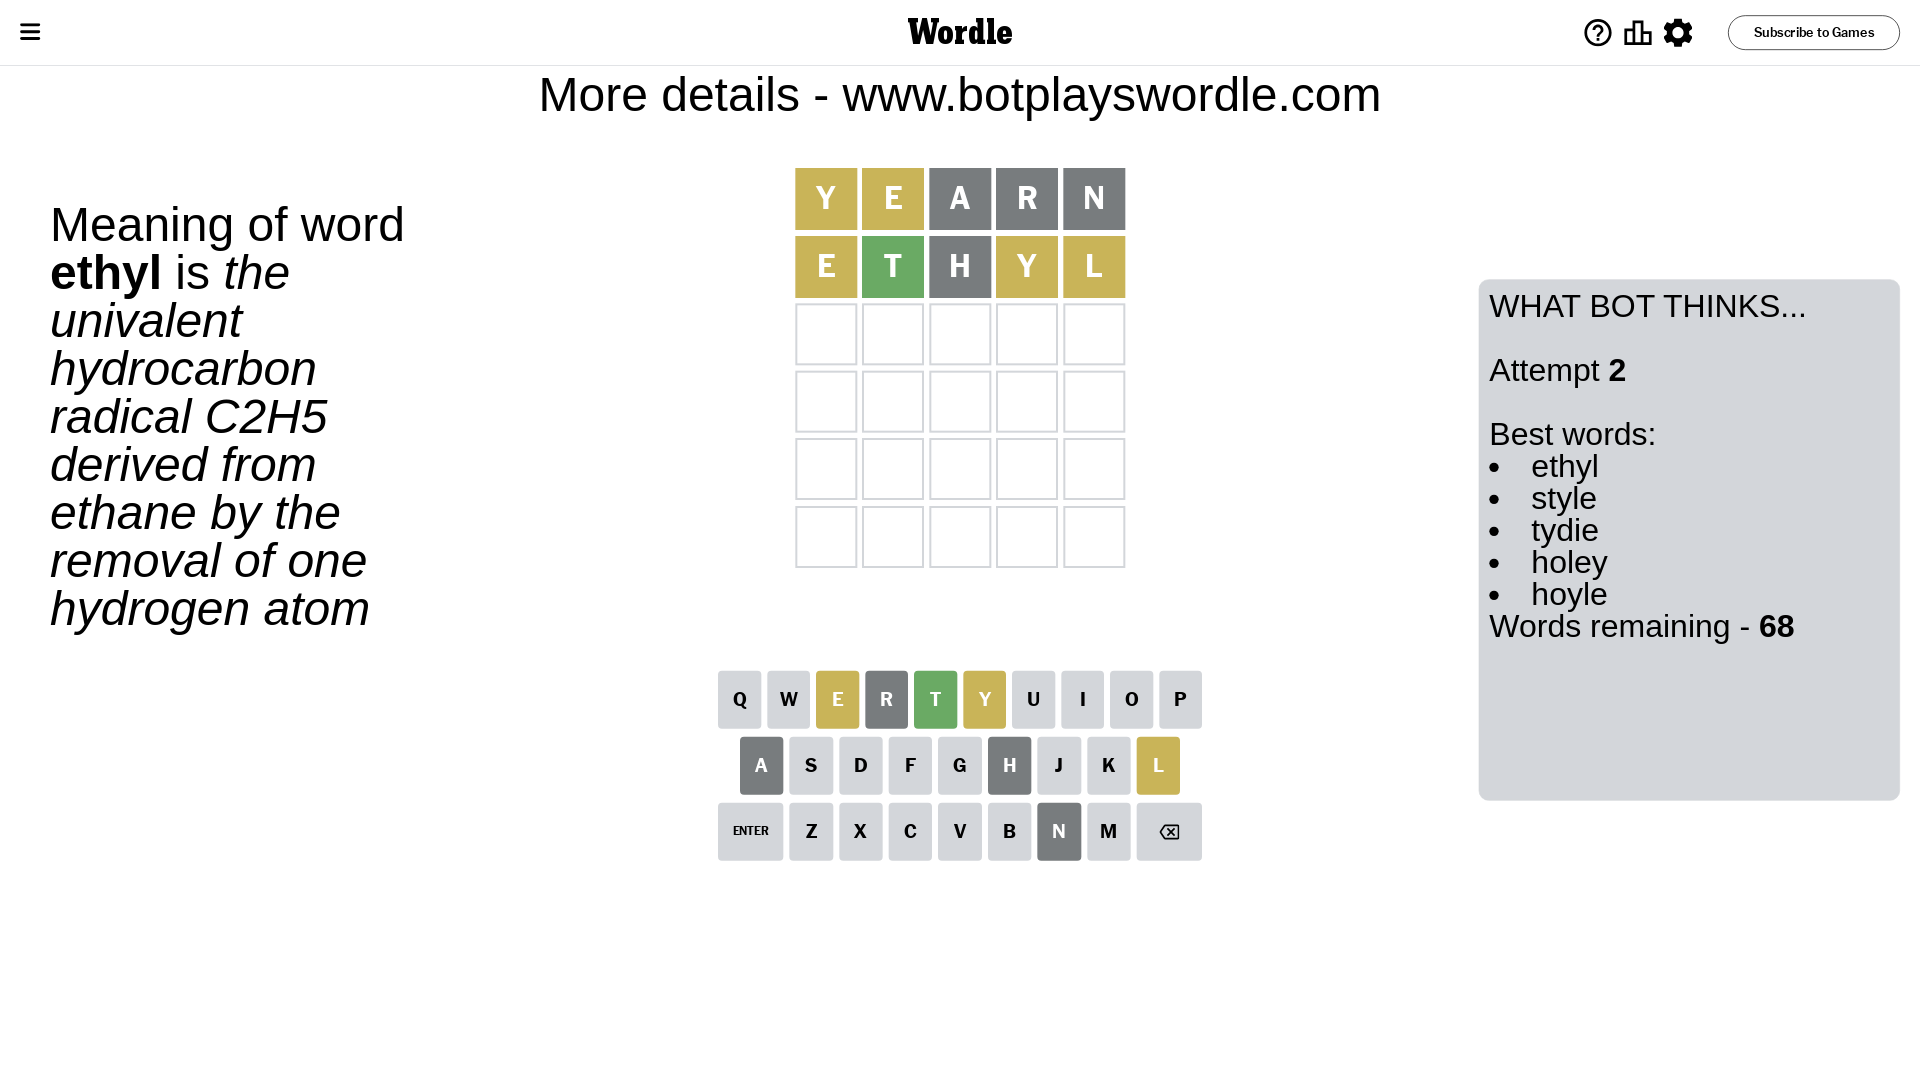 Wordle
Subscribe to Games
More details - www.botplayswordle.com
Meaning of word
ethyl is the
univalent
hydrocarbon
radical C2H5
derived from
ethane by the
removal of one
hydrogen atom
Y E A R N
E T H Y L
WHAT BOT THINKS...
Attempt 2
Best words:
• ethyl
• style
• tydie
• holey
• hoyle
Words remaining - 68
Q W E R T Y U I O P
A S D F G H J K L
ENTER Z X C V B N M